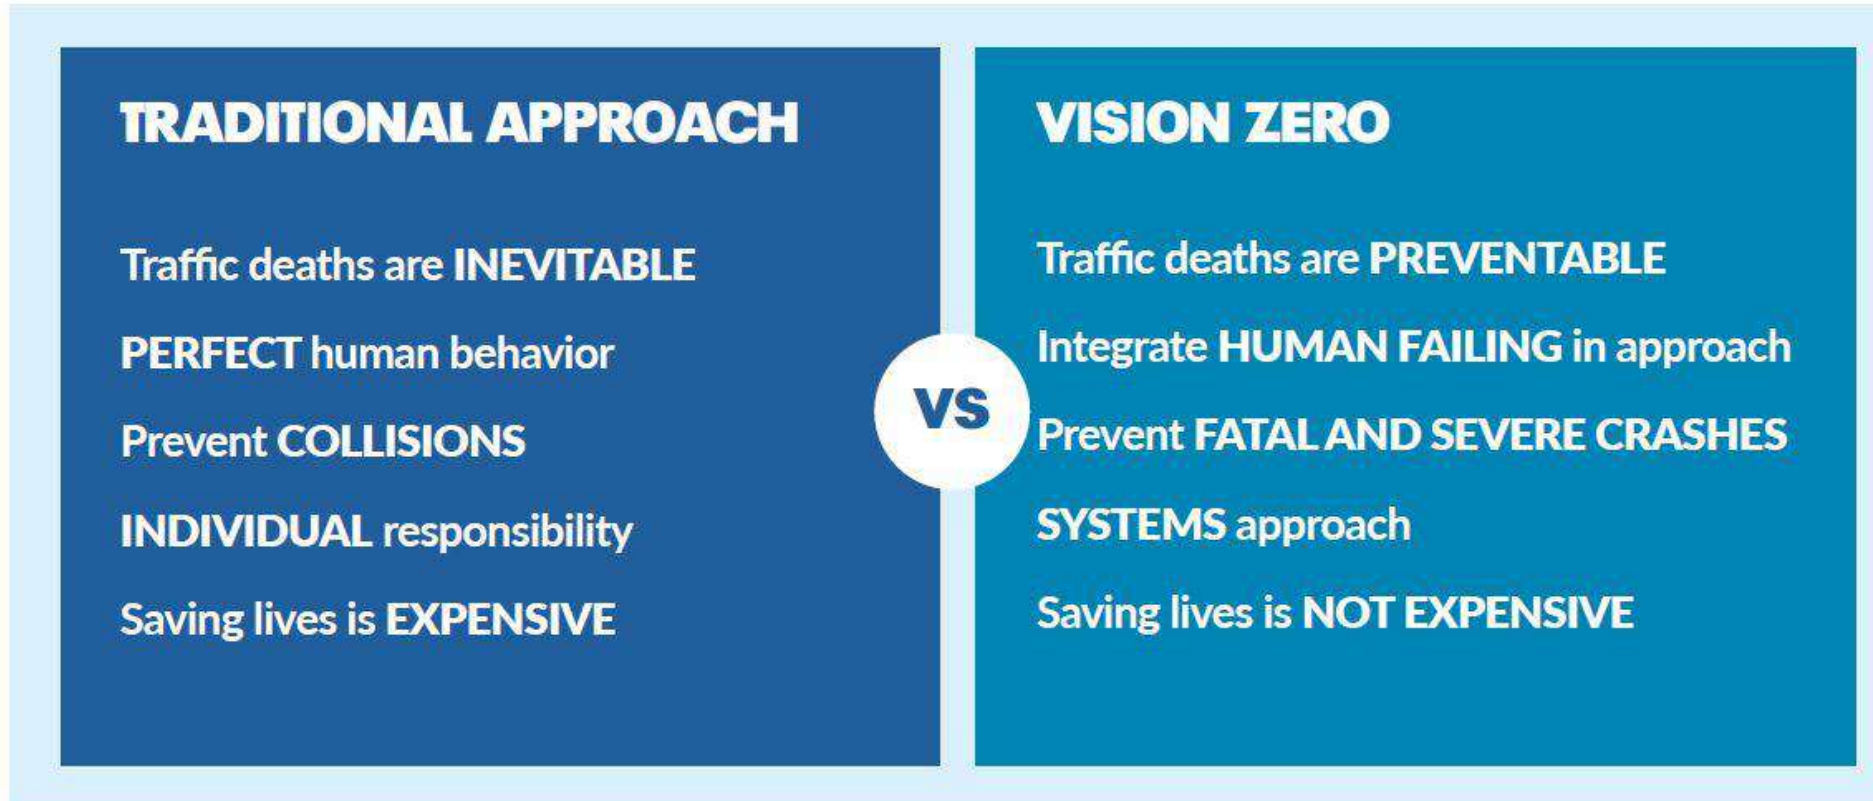 TRADITIONAL APPROACH
Traffic deaths are INEVITABLE
PERFECT human behavior
Prevent COLLISIONS
INDIVIDUAL responsibility
Saving lives is EXPENSIVE
VS
VISION ZERO
Traffic deaths are PREVENTABLE
Integrate HUMAN FAILING in approach
Prevent FATAL AND SEVERE CRASHES
SYSTEMS approach
Saving lives is NOT EXPENSIVE